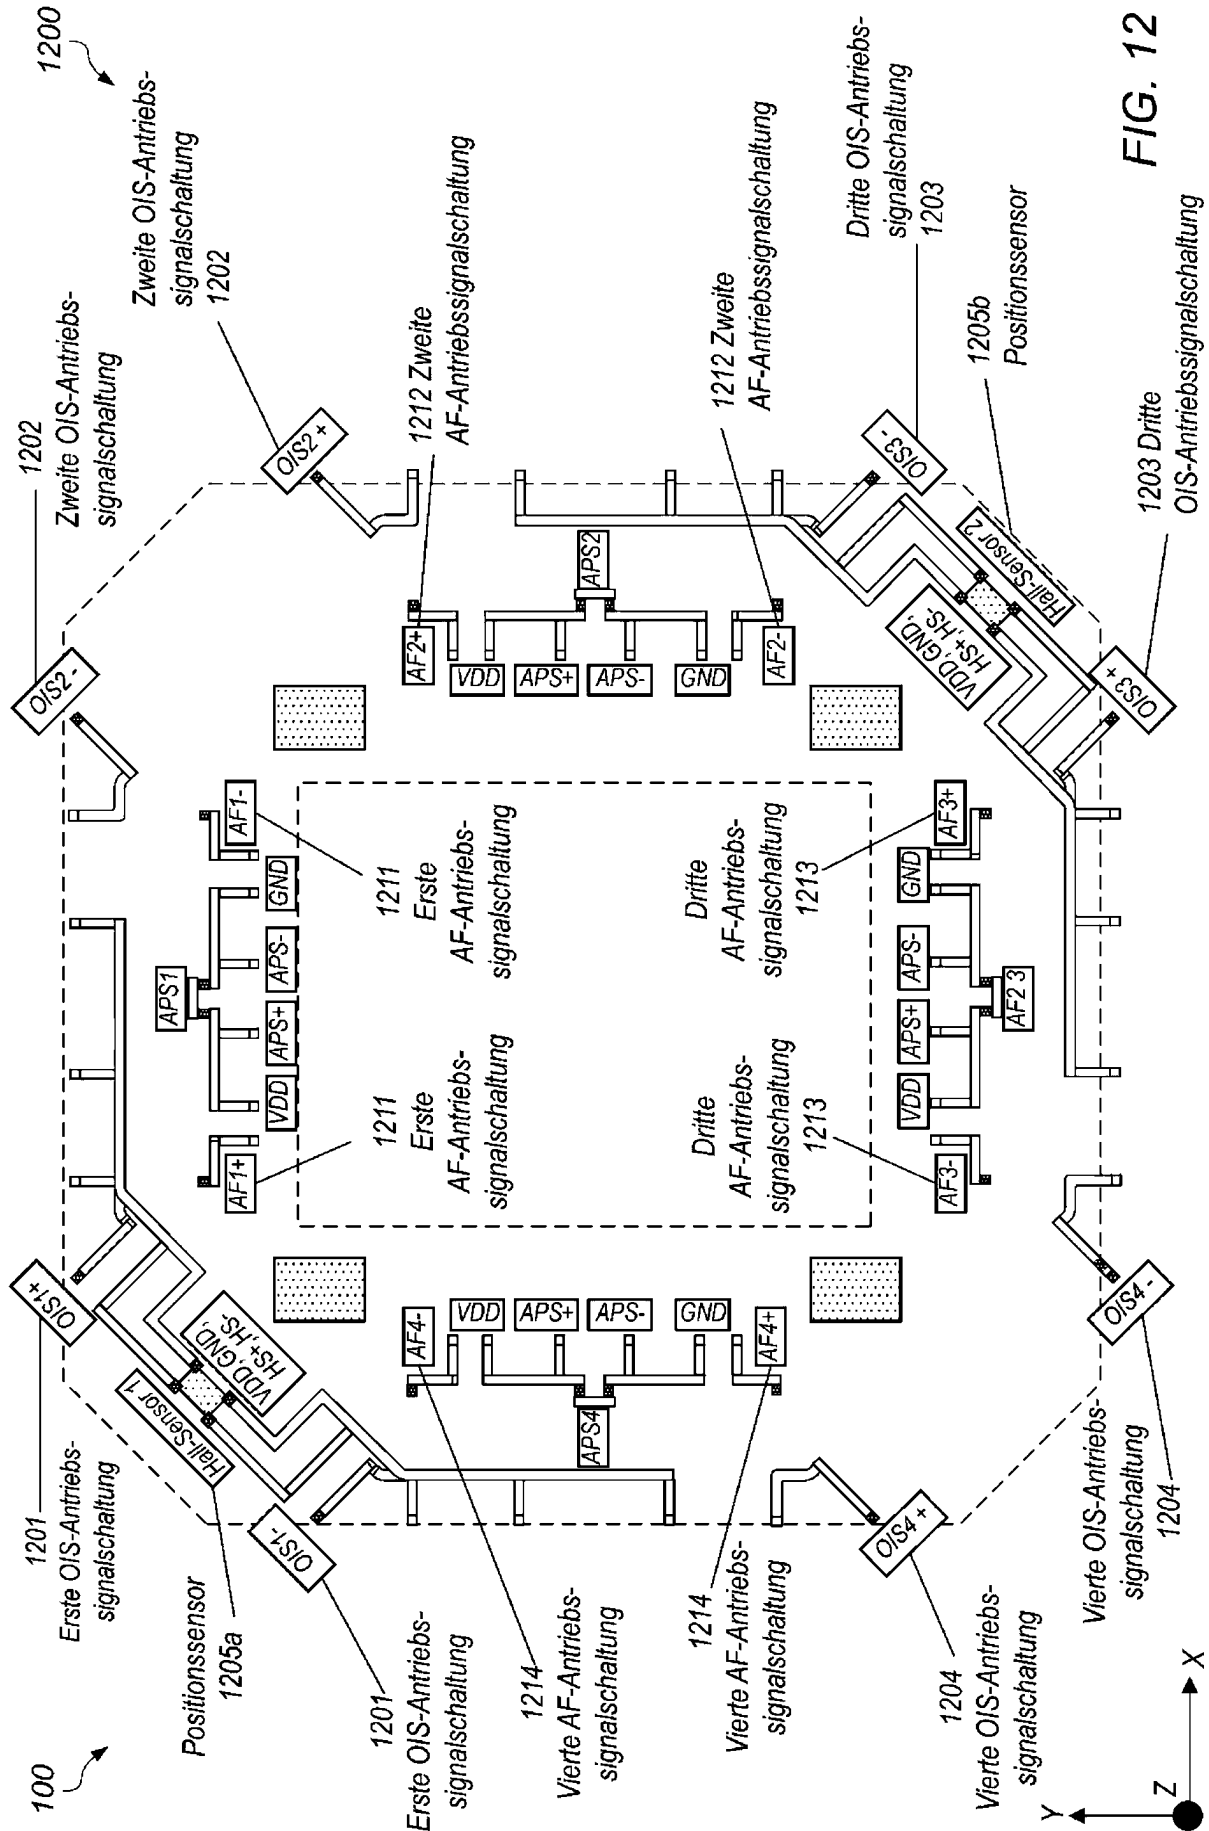 100
1200
1201
Erste OIS-Antriebs-
signalschaltung
1202
Zweite OIS-Antriebs-
signalschaltung
Zweite OIS-Antriebs-
signalschaltung
1202
OIS1+
OIS2 -
Positionssensor
1205a
Hall-Sensor 1
VDD,GND,
HS+,HS-
APS1
AF1+
VDD
APS+
APS-
GND
AF1-
OIS1-
OIS2 +
1201
Erste OIS-Antriebs-
signalschaltung
1211
Erste
AF-Antriebs-
signalschaltung
1211
Erste
AF-Antriebs-
signalschaltung
1212 Zweite
AF-Antriebssignalschaltung
AF4-
VDD
APS+
APS-
GND
AF4+
APS4
AF2+
VDD
APS+
APS-
GND
AF2-
APS2
1214
Vierte AF-Antriebs-
signalschaltung
1214
Vierte AF-Antriebs-
signalschaltung
1212 Zweite
AF-Antriebssignalschaltung
Dritte
AF-Antriebs-
signalschaltung
1213
Dritte
AF-Antriebs-
signalschaltung
1213
Dritte OIS-Antriebs-
signalschaltung
1203
OIS4 +
OIS3 -
AF3-
VDD
APS+
APS-
GND
AF3+
AF2 3
VDD,GND,
HS+,HS-
Hall-Sensor 2
1205b
Positionssensor
1204
Vierte OIS-Antriebs-
signalschaltung
OIS4 -
OIS3 +
Vierte OIS-Antriebs-
signalschaltung
1204
1203 Dritte
OIS-Antriebssignalschaltung
Y
Z
X
FIG. 12